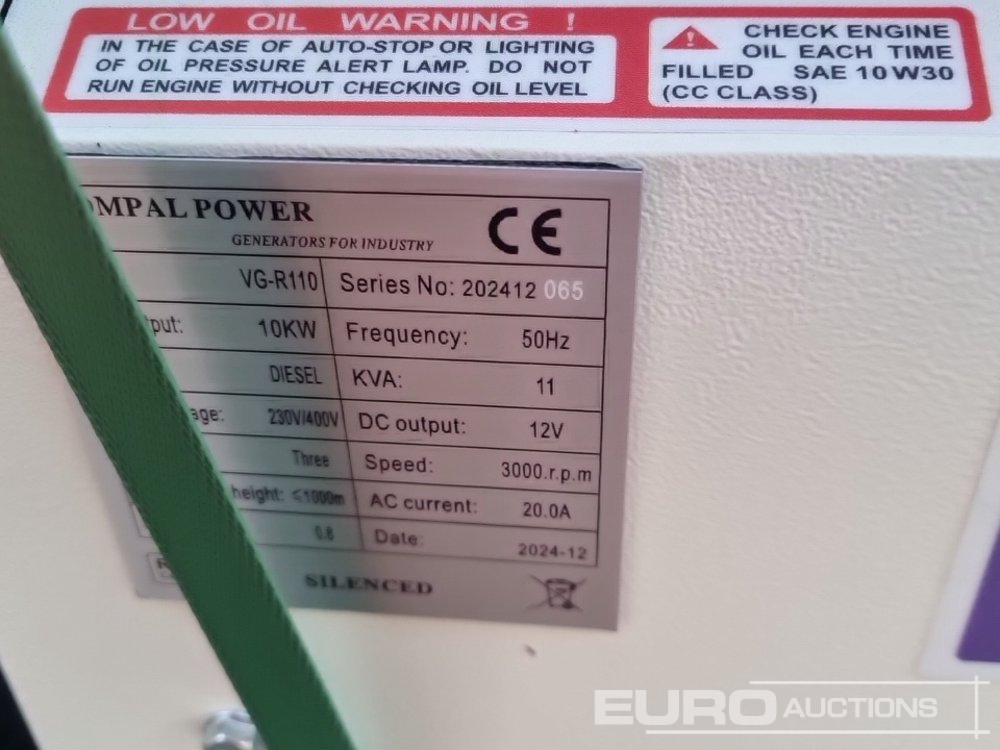 LOW OIL WARNING !
IN THE CASE OF AUTO-STOP OR LIGHTING
OF OIL PRESSURE ALERT LAMP. DO NOT
RUN ENGINE WITHOUT CHECKING OIL LEVEL
CHECK ENGINE
OIL EACH TIME
FILLED SAE 10W30
(CC CLASS)
OMPAL POWER
GENERATORS FOR INDUSTRY
CE
VG-R110 Series No: 202412 065
put: 10KW Frequency: 50Hz
DIESEL KVA: 11
age: 230V/400V DC output: 12V
Three Speed: 3000.r.p.m
height: ≤1000m AC current: 20.0A
0.8 Date: 2024-12
SILENCED
EURO AUCTIONS